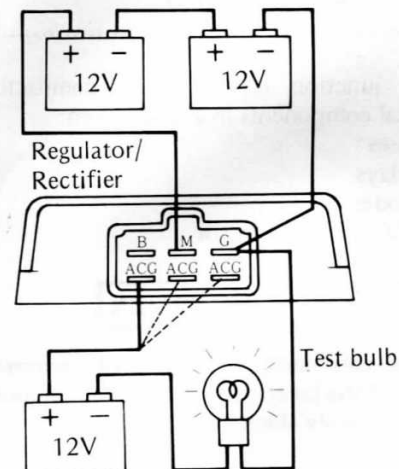 + − + −
12V 12V
Regulator/
Rectifier
B M G
ACG ACG ACG
Test bulb
+ −
12V